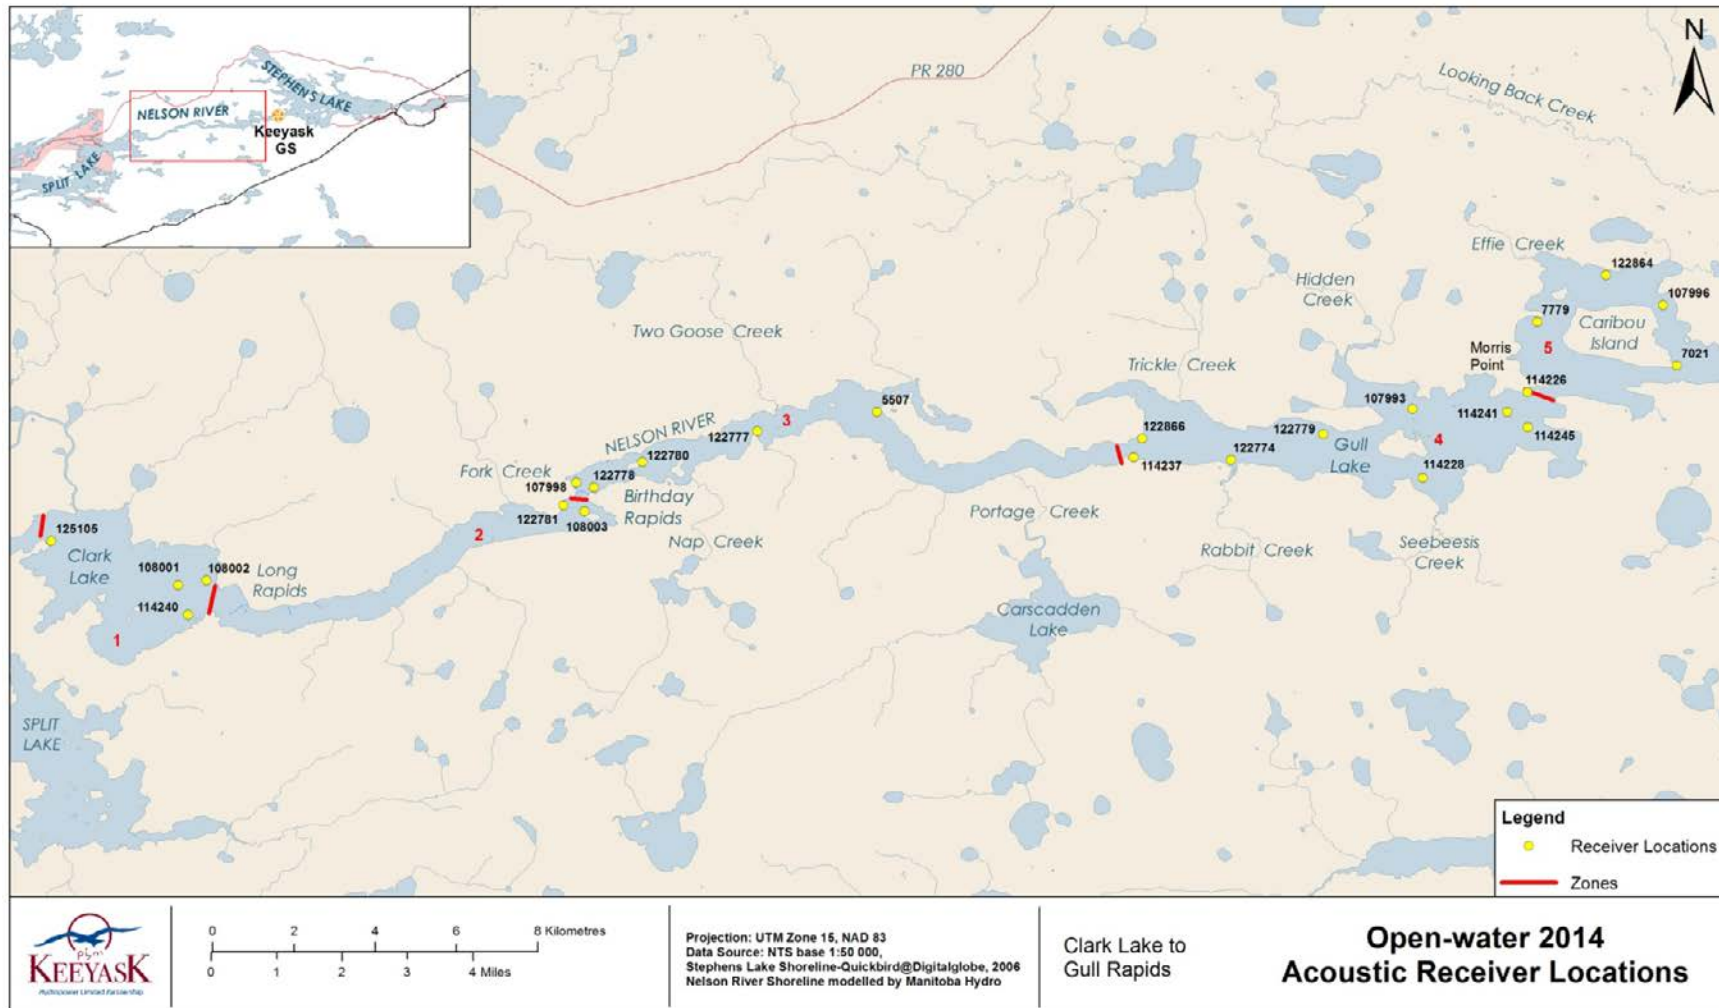 STEPHENS LAKE
NELSON RIVER
Keeyask
GS
SPLIT LAKE
PR 280
Looking Back Creek
N
Effie Creek
122864
Hidden
Creek
107996
7779
Caribou
Island
Two Goose Creek
5
Morris
Point
Trickle Creek
7021
114226
5507
107993
114241
3
NELSON RIVER
122777
122866
122779
Gull
Lake
4
114245
122780
114237
122774
Fork Creek
122778
114228
107998
Birthday
Rapids
122781
108003
Portage Creek
125105
2
Nap Creek
Rabbit Creek
Seebeesis
Creek
Clark
Lake
108001
108002
Long
Rapids
114240
Carscadden
Lake
1
SPLIT
LAKE
Legend
Receiver Locations
Zones
KEEYASK
Hydropower Limited Partnership
0 2 4 6 8 Kilometres
0 1 2 3 4 Miles
Projection: UTM Zone 15, NAD 83
Data Source: NTS base 1:50 000,
Stephens Lake Shoreline-Quickbird@Digitalglobe, 2006
Nelson River Shoreline modelled by Manitoba Hydro
Clark Lake to
Gull Rapids
Open-water 2014
Acoustic Receiver Locations